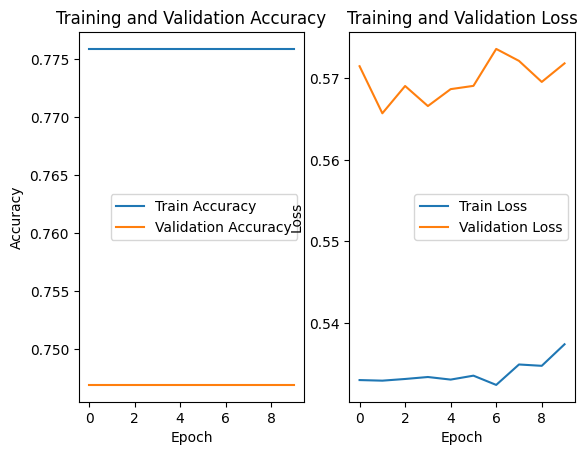 Training and Validation Accuracy
0.775
0.770
0.765
0.760
0.755
0.750
Accuracy
Train Accuracy
Validation Accuracy
0 2 4 6 8
Epoch
Training and Validation Loss
0.57
0.56
0.55
0.54
Loss
Train Loss
Validation Loss
0 2 4 6 8
Epoch